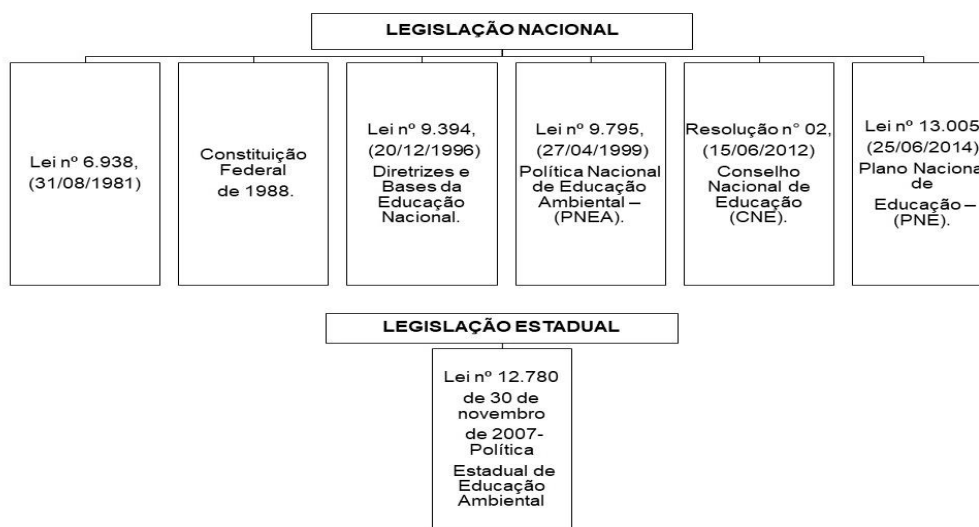 LEGISLAÇÃO NACIONAL
Lei nº 6.938,
(31/08/1981)
Constituição
Federal
de 1988.
Lei nº 9.394,
(20/12/1996)
Diretrizes e
Bases da
Educação
Nacional.
Lei nº 9.795,
(27/04/1999)
Política Nacional
de Educação
Ambiental –
(PNEA).
Resolução n° 02,
(15/06/2012)
Conselho
Nacional de
Educação
(CNE).
Lei nº 13.005,
(25/06/2014)
Plano Nacional
de
Educação –
(PNE).
LEGISLAÇÃO ESTADUAL
Lei nº 12.780
de 30 de
novembro
de 2007-
Política
Estadual de
Educação
Ambiental